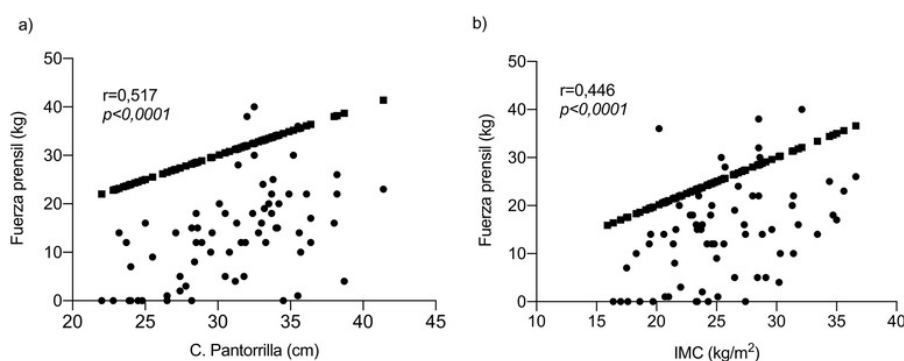 a)
50
40
30
20
10
0
Fuerza prensil (kg)
r=0,517
p<0,0001
20 25 30 35 40 45
C. Pantorrilla (cm)
b)
50
40
30
20
10
0
Fuerza prensil (kg)
r=0,446
p<0,0001
10 15 20 25 30 35 40
IMC (kg/m²)